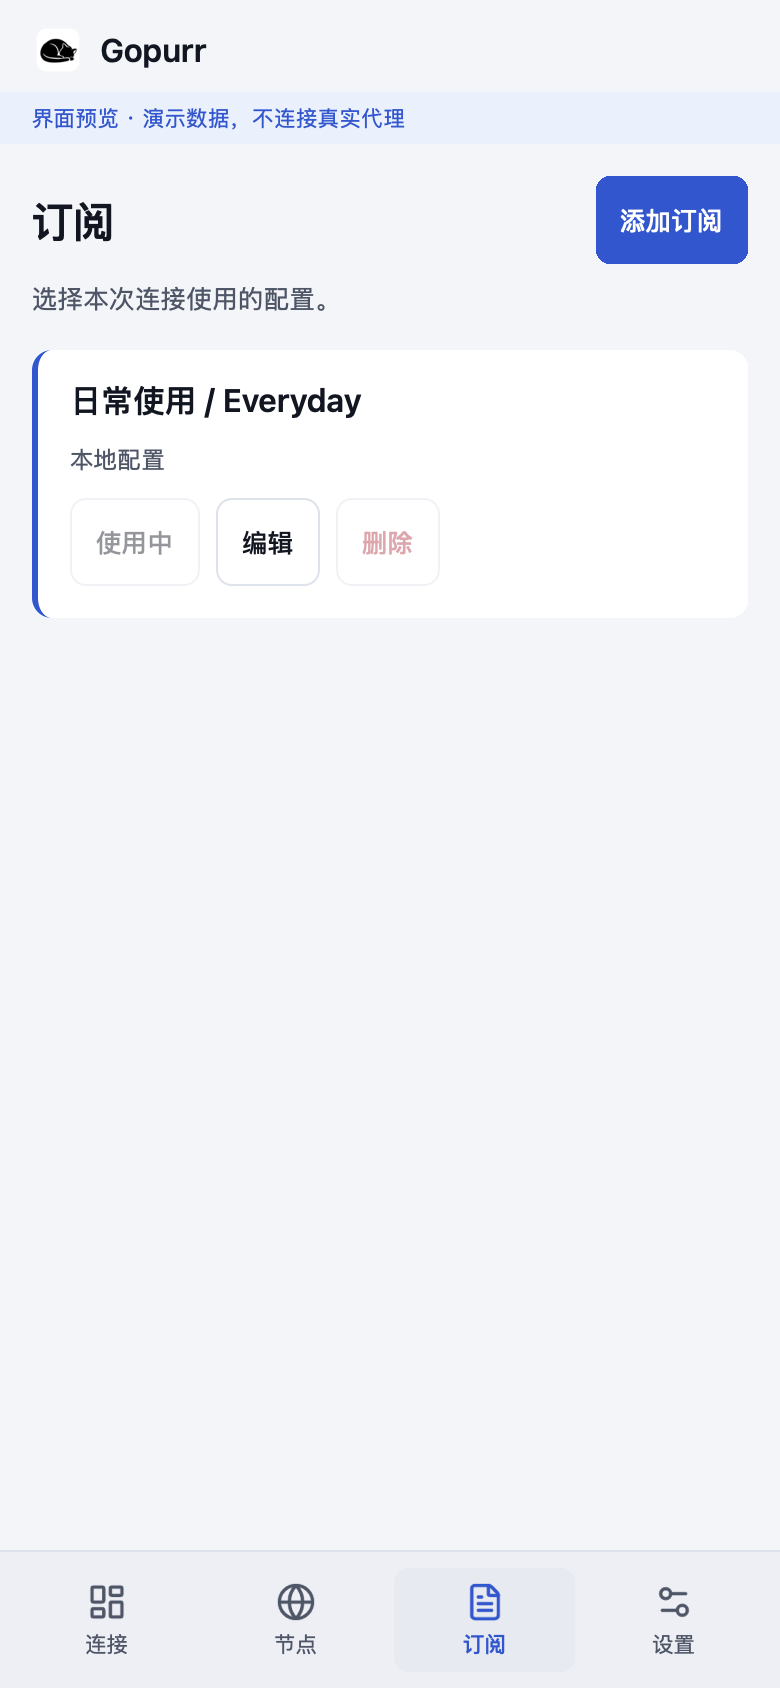 Gopurr
界面预览 · 演示数据，不连接真实代理
订阅
添加订阅
选择本次连接使用的配置。
日常使用 / Everyday
本地配置
使用中
编辑
删除
连接
节点
订阅
设置